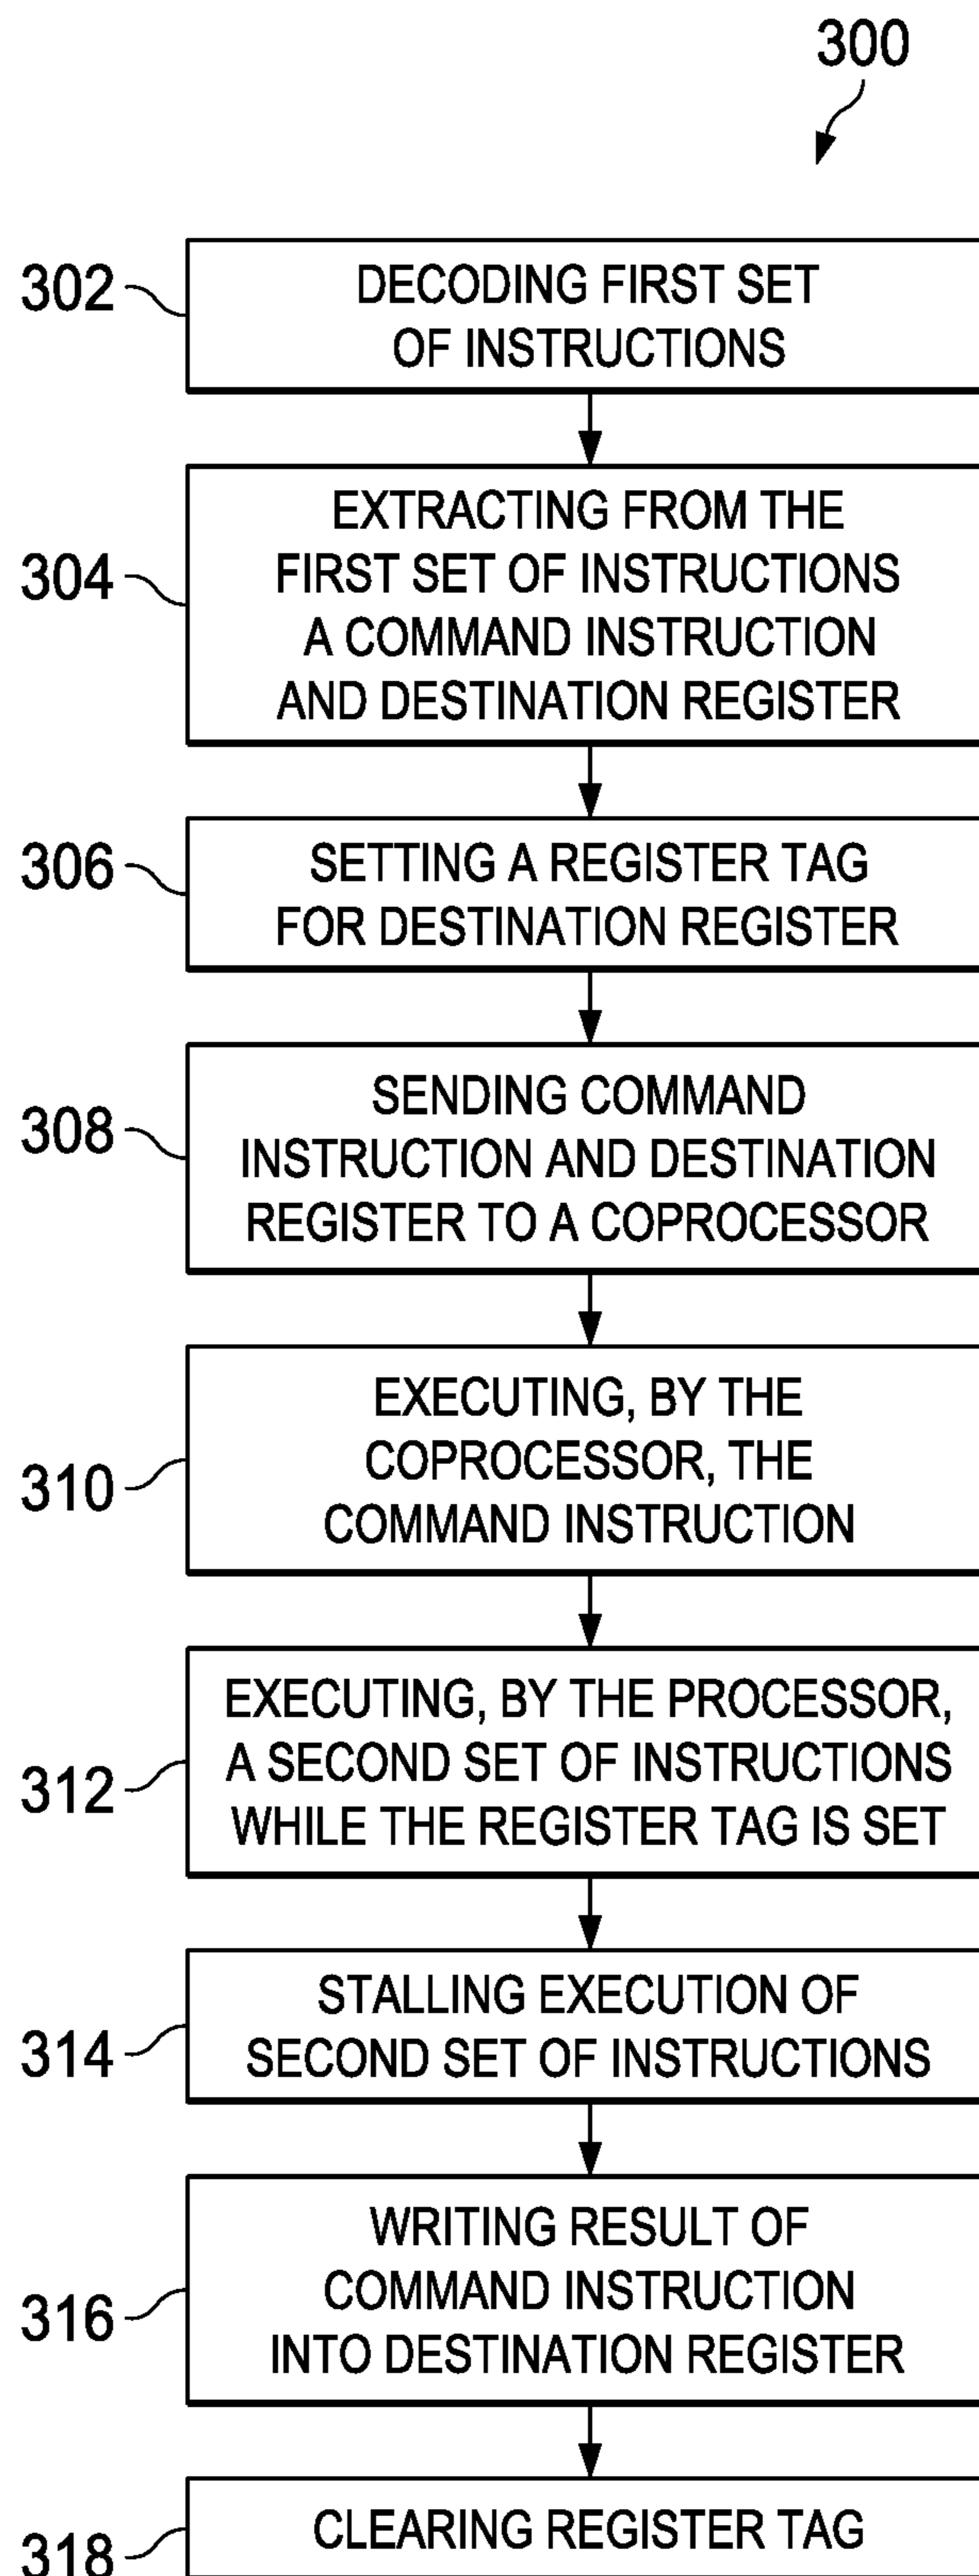 300
302
DECODING FIRST SET
OF INSTRUCTIONS
304
EXTRACTING FROM THE
FIRST SET OF INSTRUCTIONS
A COMMAND INSTRUCTION
AND DESTINATION REGISTER
306
SETTING A REGISTER TAG
FOR DESTINATION REGISTER
308
SENDING COMMAND
INSTRUCTION AND DESTINATION
REGISTER TO A COPROCESSOR
310
EXECUTING, BY THE
COPROCESSOR, THE
COMMAND INSTRUCTION
312
EXECUTING, BY THE PROCESSOR,
A SECOND SET OF INSTRUCTIONS
WHILE THE REGISTER TAG IS SET
314
STALLING EXECUTION OF
SECOND SET OF INSTRUCTIONS
316
WRITING RESULT OF
COMMAND INSTRUCTION
INTO DESTINATION REGISTER
318
CLEARING REGISTER TAG